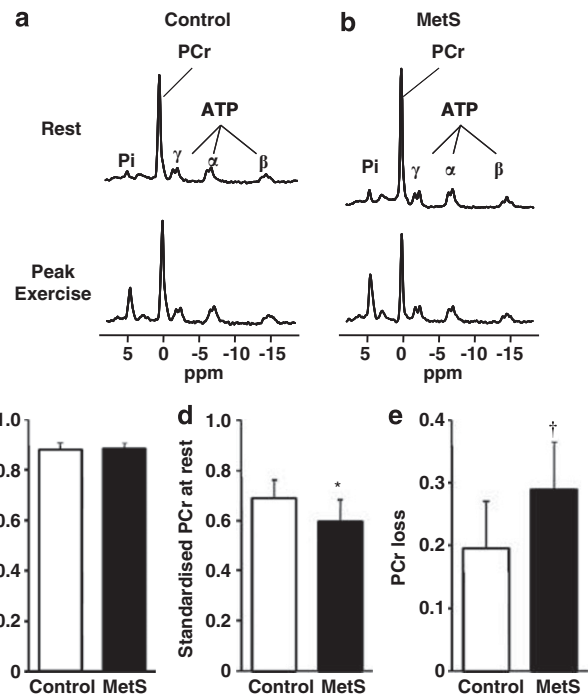 a
Control
b
MetS
PCr
PCr
Rest
ATP
ATP
Pi
γ
α
β
Pi
γ
α
β
Peak
Exercise
5 0 -5 -10 -15
ppm
5 0 -5 -10 -15
ppm
1.0
0.8
0.6
0.4
0.2
0
Control MetS
d
Standardised PCr at rest
1.0
0.8
0.6
0.4
0.2
0
*
Control MetS
e
PCr loss
0.4
0.3
0.2
0.1
0
†
Control MetS